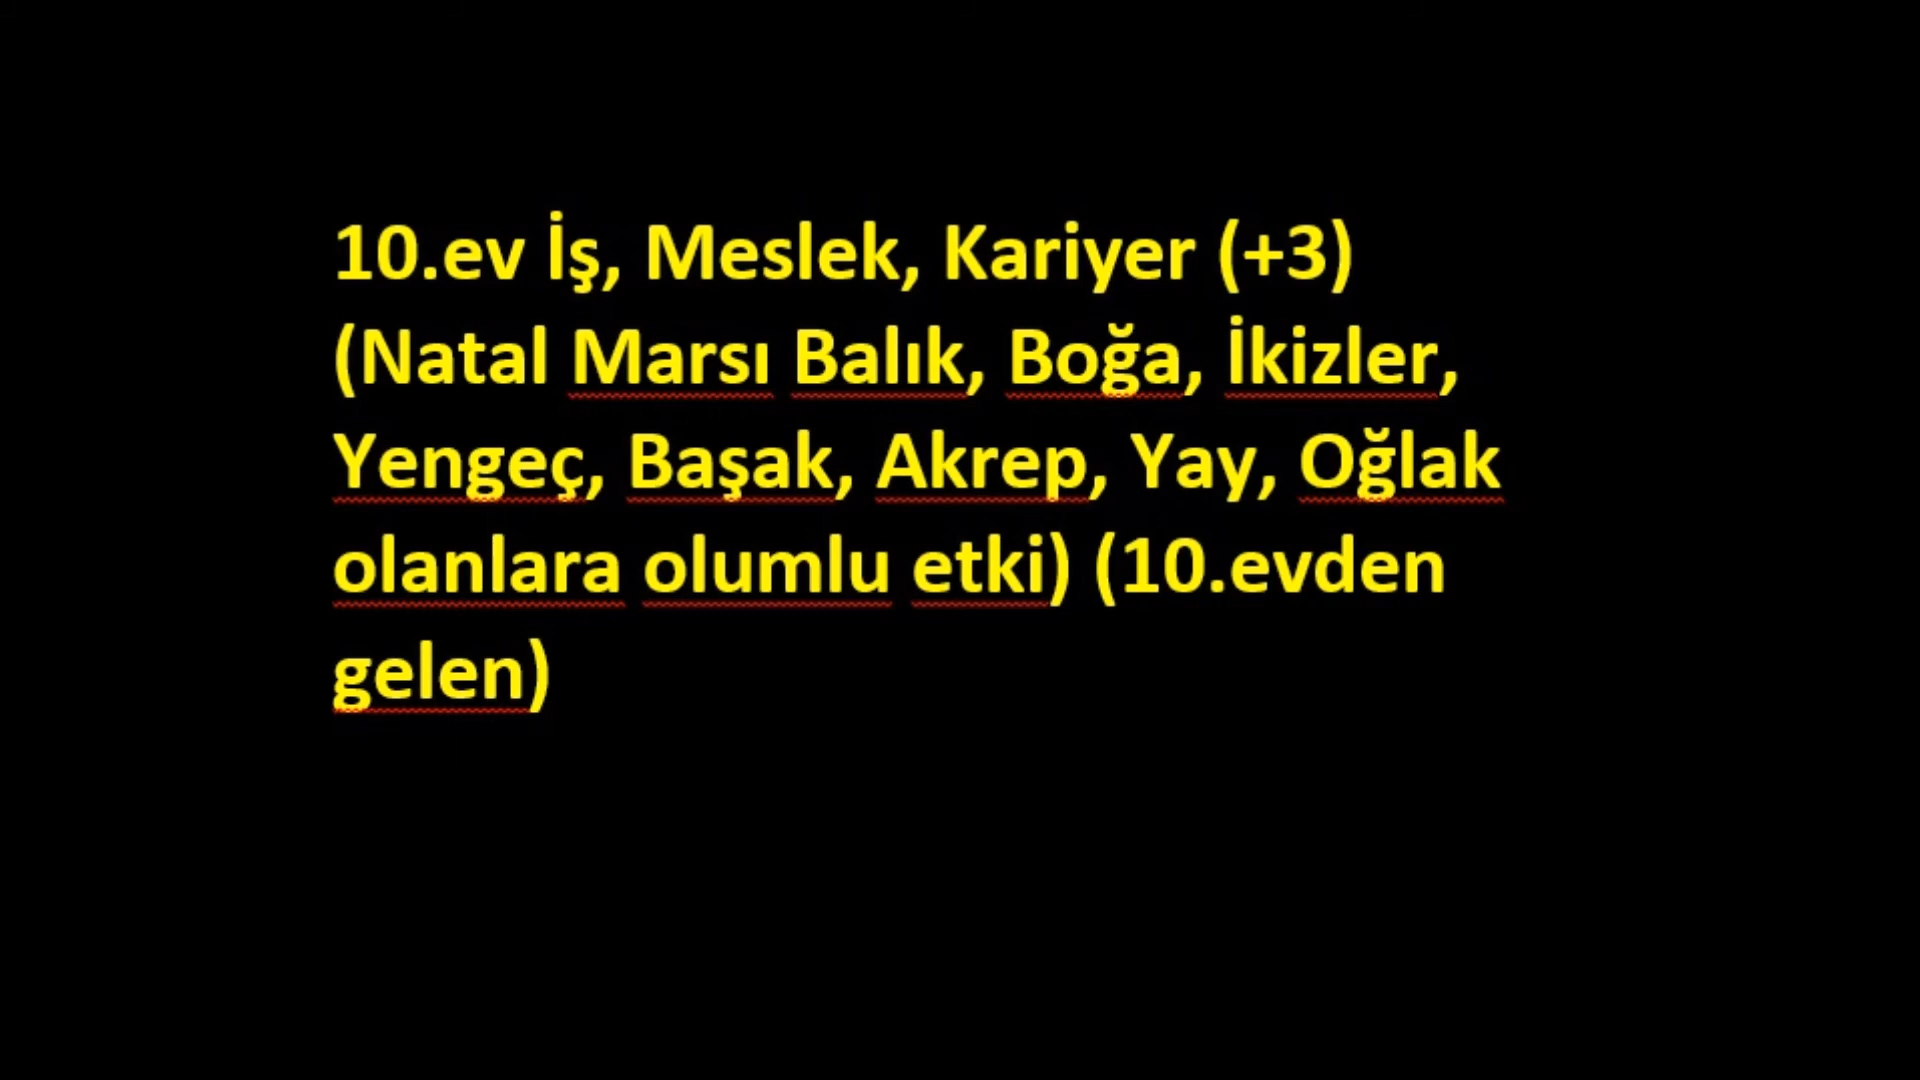 10.ev İş, Meslek, Kariyer (+3)
(Natal Marsı Balık, Boğa, İkizler,
Yengeç, Başak, Akrep, Yay, Oğlak
olanlara olumlu etki) (10.evden
gelen)